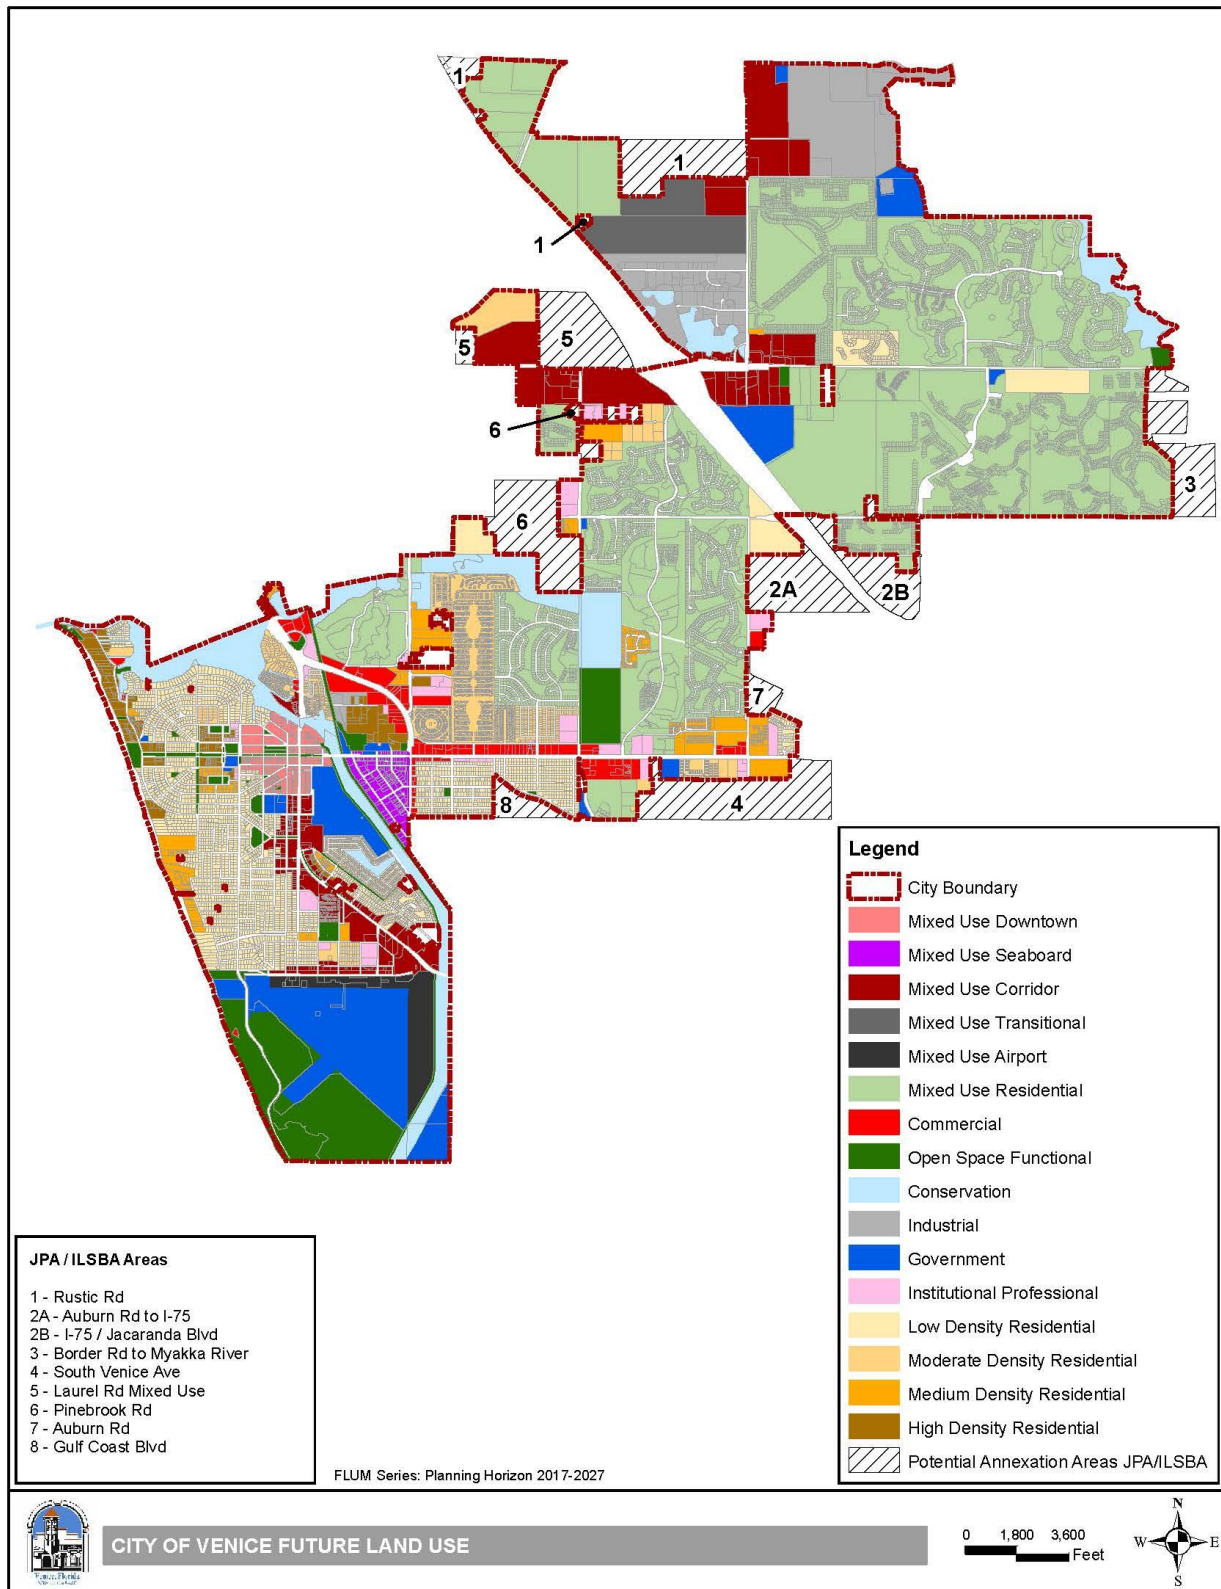 1
1
1
5
5
6
3
6
2A
2B
7
8
4
Legend
City Boundary
Mixed Use Downtown
Mixed Use Seaboard
Mixed Use Corridor
Mixed Use Transitional
Mixed Use Airport
Mixed Use Residential
Commercial
Open Space Functional
Conservation
Industrial
Government
Institutional Professional
Low Density Residential
Moderate Density Residential
Medium Density Residential
High Density Residential
Potential Annexation Areas JPA/ILSBA
JPA / ILSBA Areas
1 - Rustic Rd
2A - Auburn Rd to I-75
2B - I-75 / Jacaranda Blvd
3 - Border Rd to Myakka River
4 - South Venice Ave
5 - Laurel Rd Mixed Use
6 - Pinebrook Rd
7 - Auburn Rd
8 - Gulf Coast Blvd
FLUM Series: Planning Horizon 2017-2027
Venice, Florida
CITY OF VENICE FUTURE LAND USE
0 1,800 3,600
Feet
N
W E
S